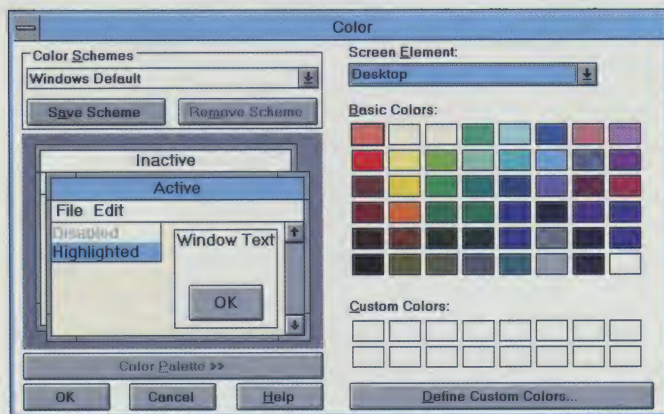 Color
Color Schemes
Windows Default
Save Scheme
Remove Scheme
Inactive
Active
File Edit
Disabled
Highlighted
Window Text
OK
Color Palette >>
OK
Cancel
Help
Screen Element:
Desktop
Basic Colors:
Custom Colors:
Define Custom Colors...